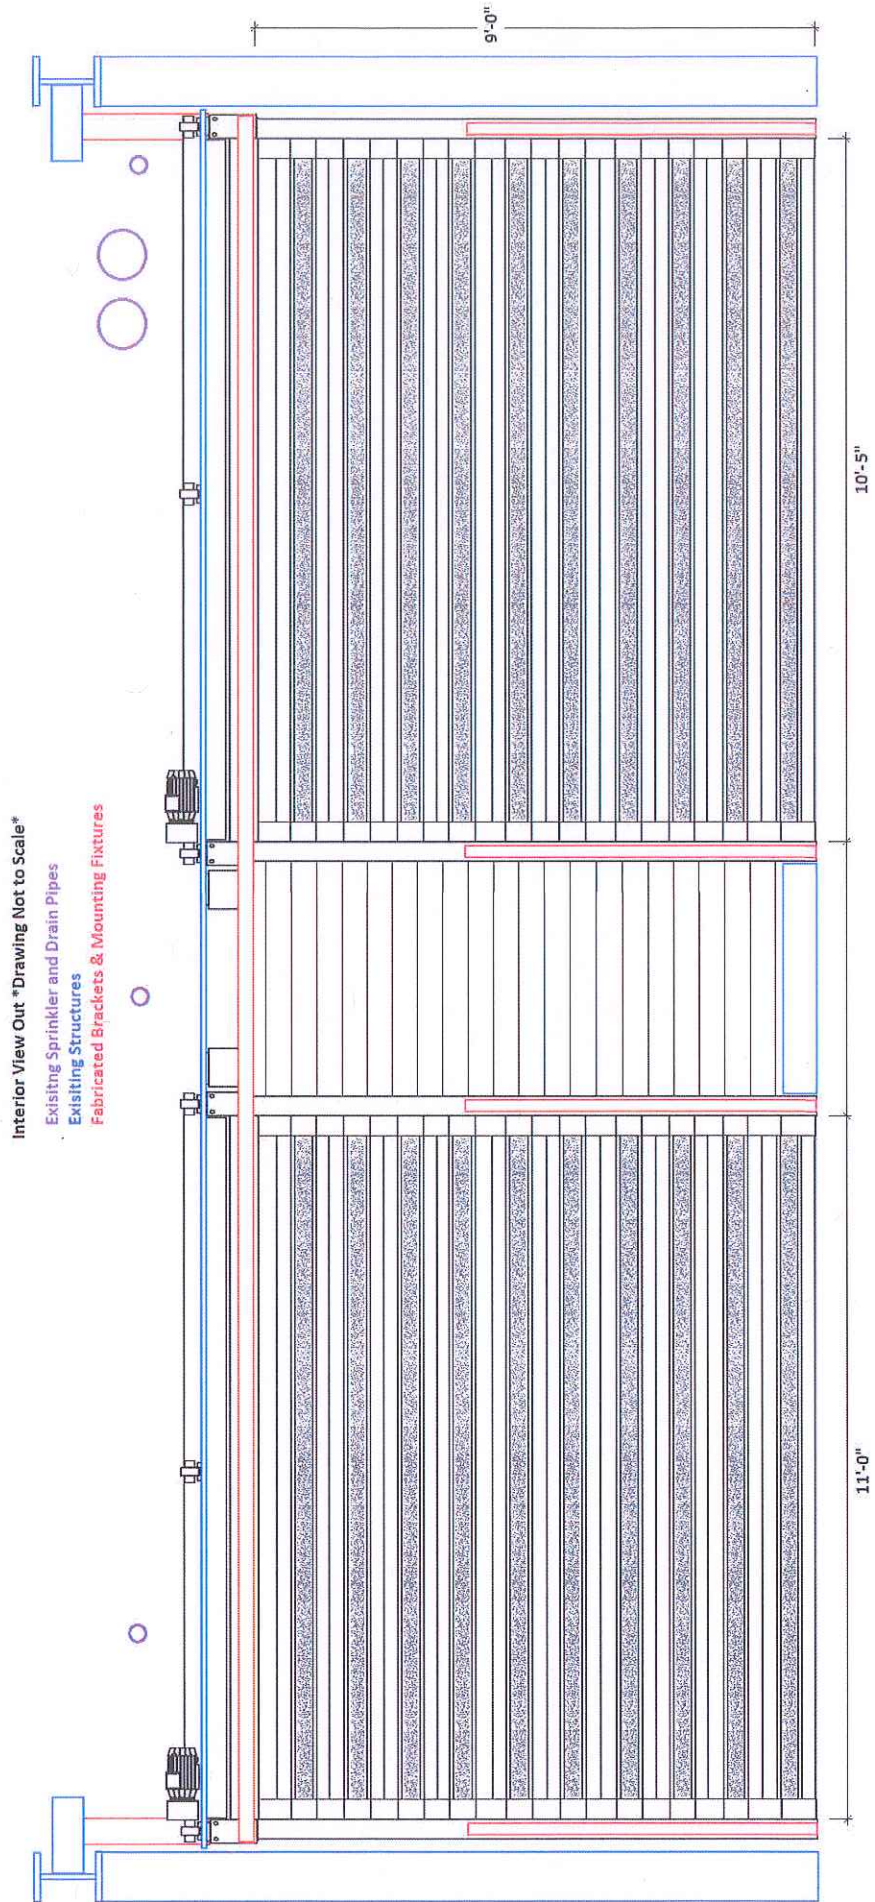 Interior View Out *Drawing Not to Scale*
Exisitng Sprinkler and Drain Pipes
Exisiting Structures
Fabricated Brackets & Mounting Fixtures
9'-0"
11'-0"
10'-5"